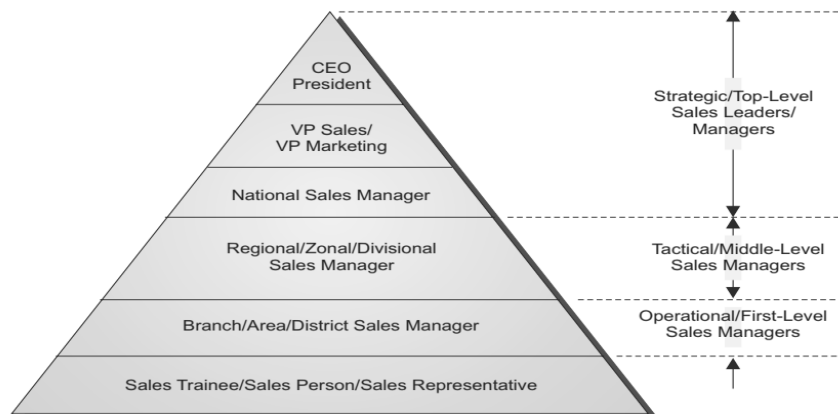 CEO
President
VP Sales/
VP Marketing
National Sales Manager
Regional/Zonal/Divisional
Sales Manager
Branch/Area/District Sales Manager
Sales Trainee/Sales Person/Sales Representative
Strategic/Top-Level
Sales Leaders/
Managers
Tactical/Middle-Level
Sales Managers
Operational/First-Level
Sales Managers